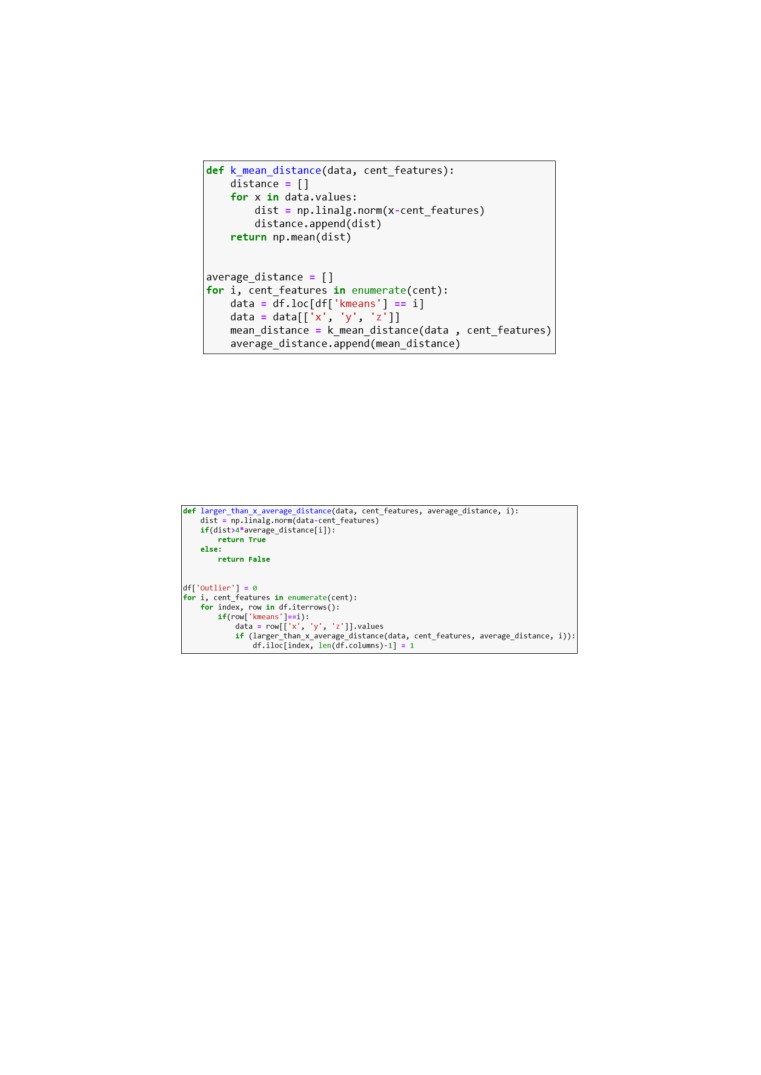 def k_mean_distance(data, cent_features):
    distance = []
    for x in data.values:
        dist = np.linalg.norm(x-cent_features)
        distance.append(dist)
    return np.mean(dist)
average_distance = []
for i, cent_features in enumerate(cent):
    data = df.loc[df['kmeans'] == i]
    data = data[['x', 'y', 'z']]
    mean_distance = k_mean_distance(data , cent_features)
    average_distance.append(mean_distance)
def larger_than_x_average_distance(data, cent_features, average_distance, i):
    dist = np.linalg.norm(data-cent_features)
    if(dist>4*average_distance[i]):
        return True
    else:
        return False
df['Outlier'] = 0
for i, cent_features in enumerate(cent):
    for index, row in df.iterrows():
        if(row['kmeans']==i):
            data = row[['x', 'y', 'z']].values
            if (larger_than_x_average_distance(data, cent_features, average_distance, i)):
                df.iloc[index, len(df.columns)-1] = 1